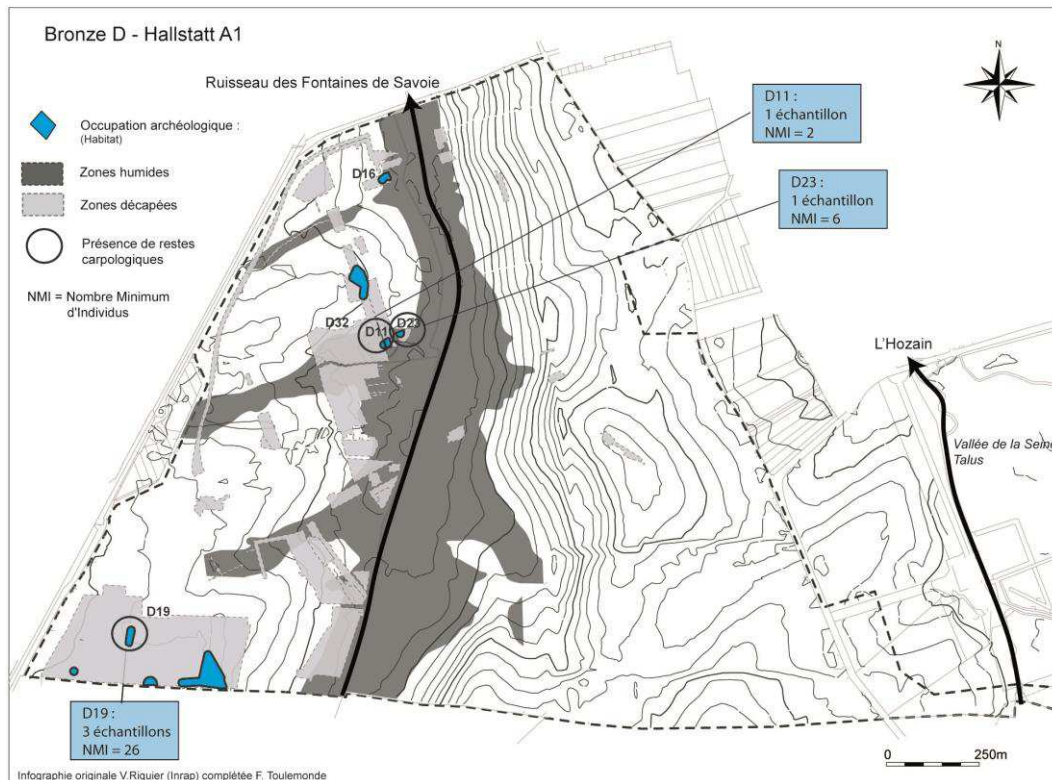 Bronze D - Hallstatt A1
N
Ruisseau des Fontaines de Savoie
Occupation archéologique :
(Habitat)
Zones humides
Zones décapées
Présence de restes
carpologiques
NMI = Nombre Minimum
d'Individus
D11 :
1 échantillon
NMI = 2
D23 :
1 échantillon
NMI = 6
D16
D32
D11
D23
L'Hozain
Vallée de la Seine
Talus
D19
D19 :
3 échantillons
NMI = 26
0
250m
Infographie originale V.Riquier (Inrap) complétée F. Toulemonde